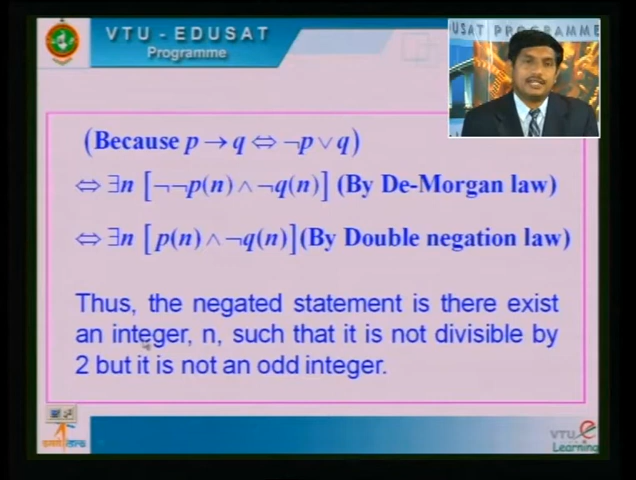 VTU - EDUSAT
Programme
USAT PROGRAMME
(Because p → q ⇔ ¬p ∨ q)
⇔ ∃n [¬¬p(n) ∧ ¬q(n)] (By De-Morgan law)
⇔ ∃n [p(n) ∧ ¬q(n)](By Double negation law)
Thus, the negated statement is there exist
an integer, n, such that it is not divisible by
2 but it is not an odd integer.
VTU e
Learning